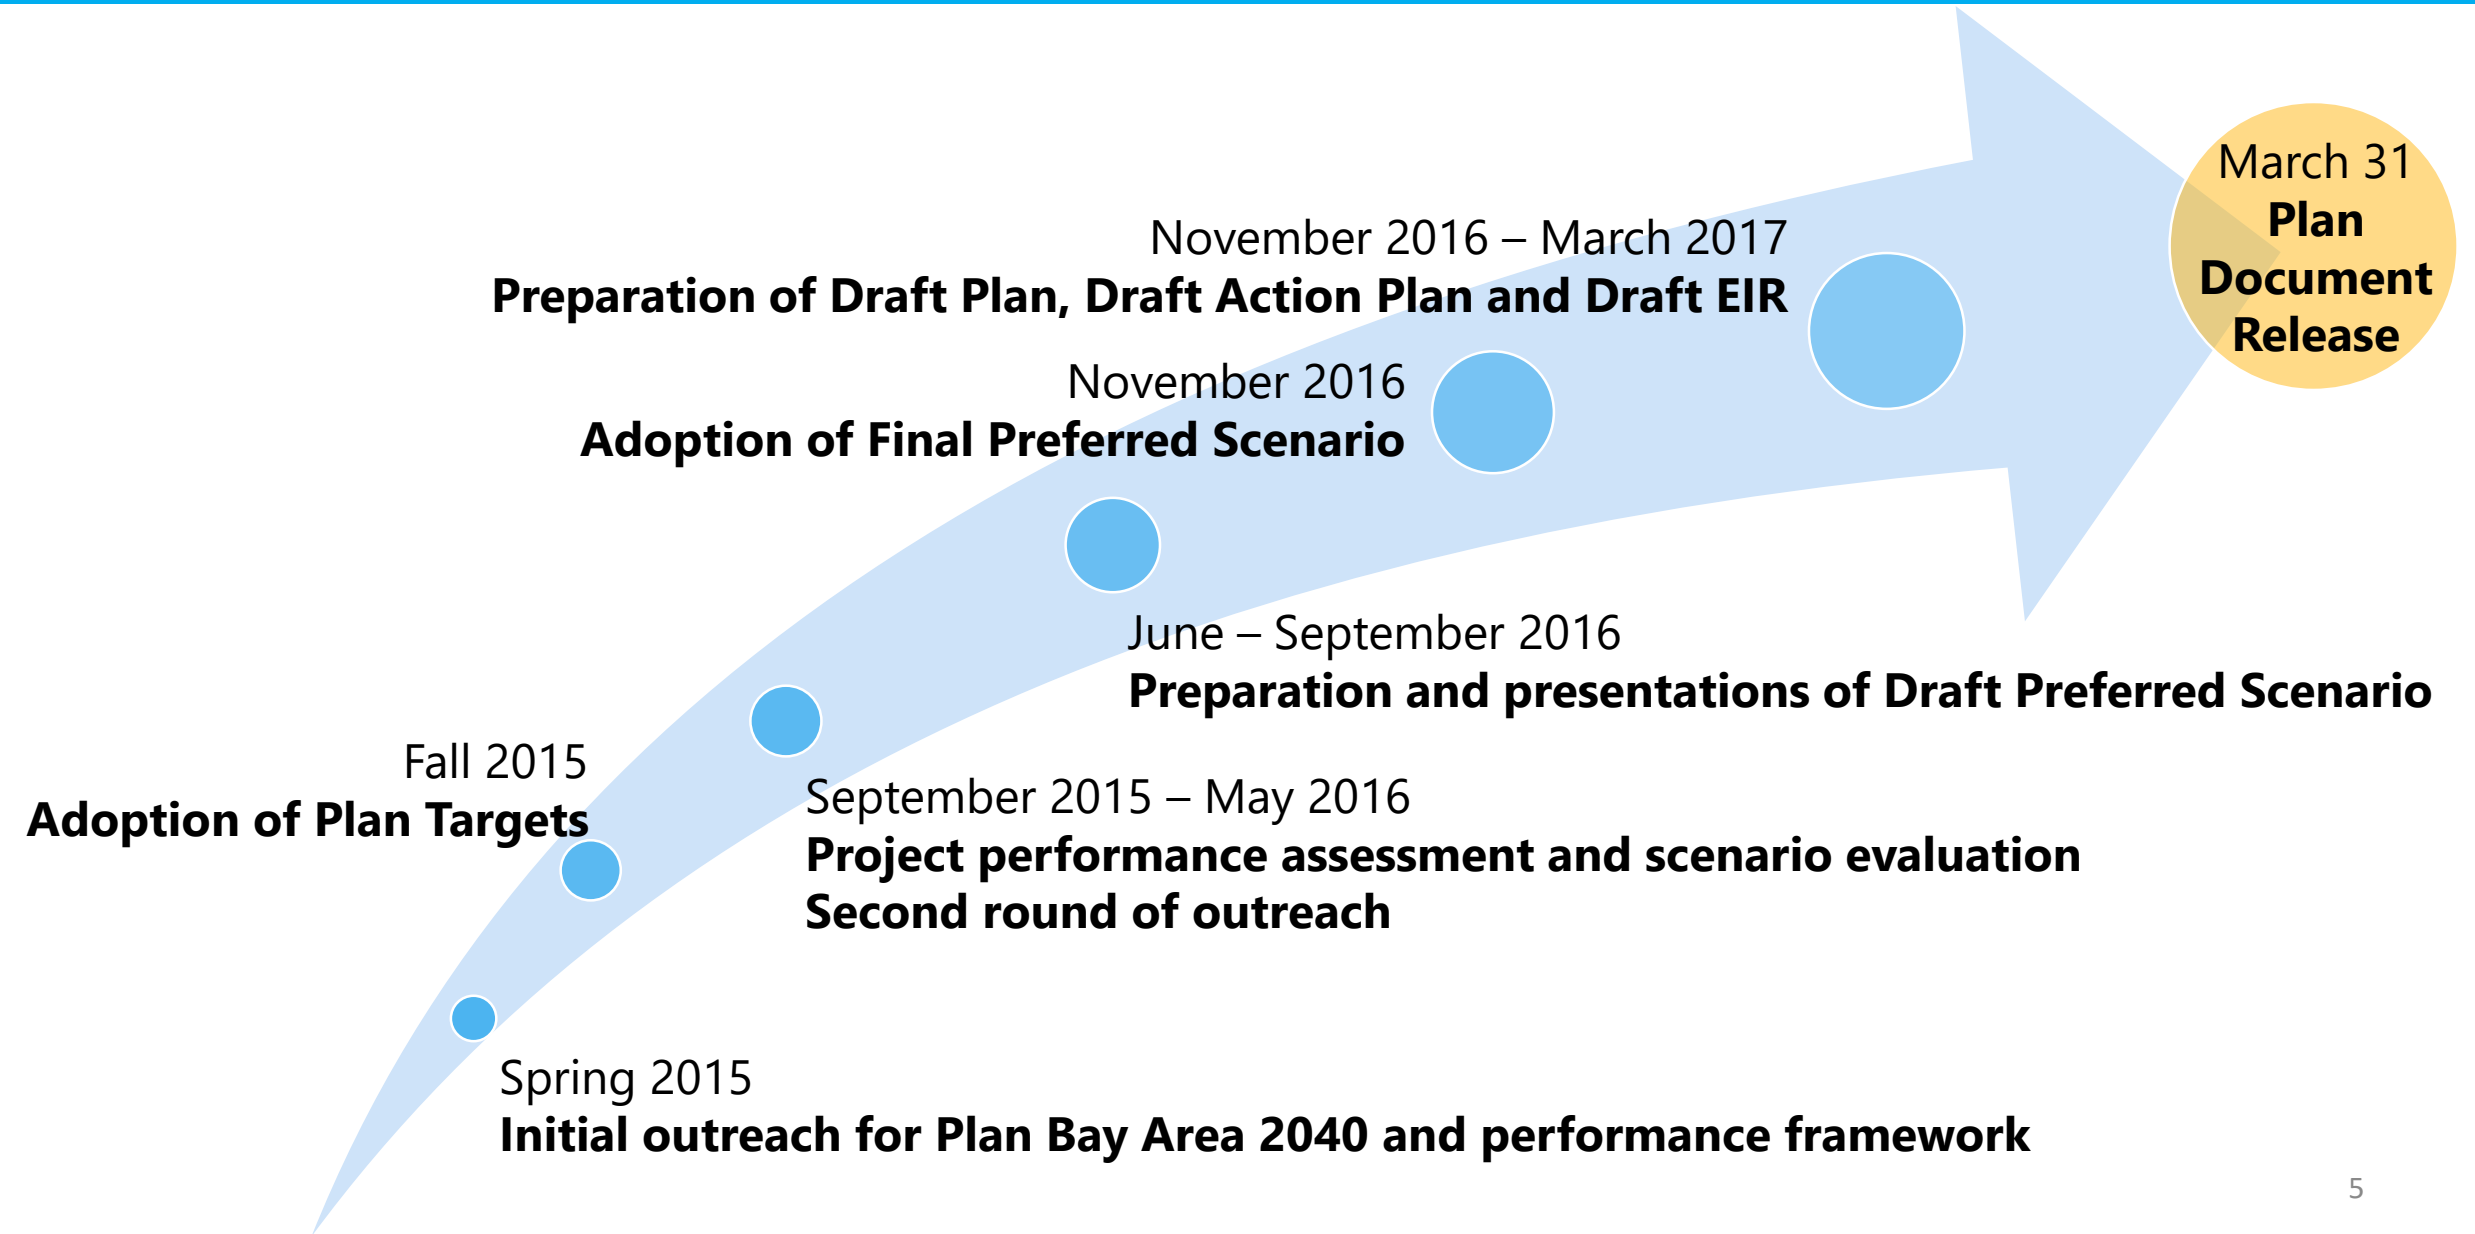 March 31
Plan
Document
Release
November 2016 – March 2017
Preparation of Draft Plan, Draft Action Plan and Draft EIR
November 2016
Adoption of Final Preferred Scenario
June – September 2016
Preparation and presentations of Draft Preferred Scenario
Fall 2015
Adoption of Plan Targets
September 2015 – May 2016
Project performance assessment and scenario evaluation
Second round of outreach
Spring 2015
Initial outreach for Plan Bay Area 2040 and performance framework
5